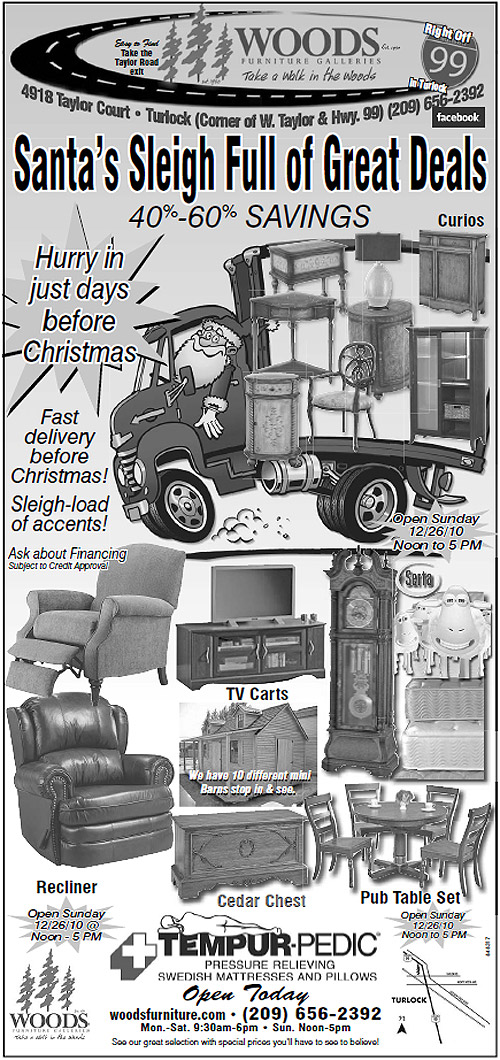 Easy to Find
Take the
Taylor Road
exit
est. 1920
WOODS
FURNITURE GALLERIES
Take a Walk in the Woods
Right Off
99
in Turlock
4918 Taylor Court • Turlock (Corner of W. Taylor & Hwy. 99) (209) 656-2392
facebook
Santa's Sleigh Full of Great Deals
40%-60% SAVINGS
Curios
Hurry in
just days
before
Christmas
Fast
delivery
before
Christmas!
Sleigh-load
of accents!
Ask about Financing
Subject to Credit Approval
Open Sunday
12/26/10
Noon to 5 PM
Serta
TV Carts
We have 10 different mini
Barns stop in & see.
Recliner
Cedar Chest
Pub Table Set
Open Sunday
12/26/10 @
Noon - 5 PM
Open Sunday
12/26/10
Noon to 5 PM
TEMPUR-PEDIC
PRESSURE RELIEVING
SWEDISH MATTRESSES AND PILLOWS
Open Today
woodsfurniture.com • (209) 656-2392
Mon.-Sat. 9:30am-6pm • Sun. Noon-5pm
See our great selection with special prices you'll have to see to believe!
WOODS
FURNITURE GALLERIES
Take a Walk in the Woods
TURLOCK